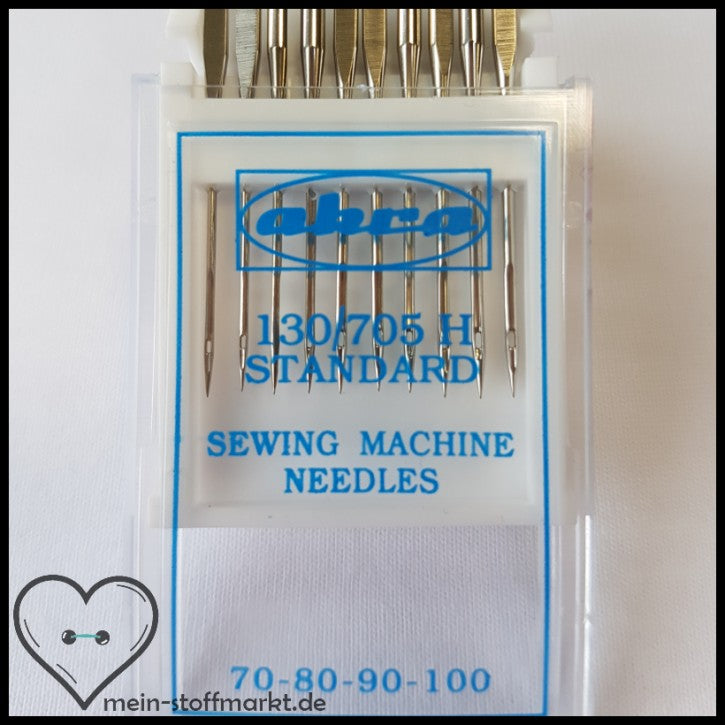 akra
130/705 H
STANDARD
SEWING MACHINE
NEEDLES
70-80-90-100
mein-stoffmarkt.de